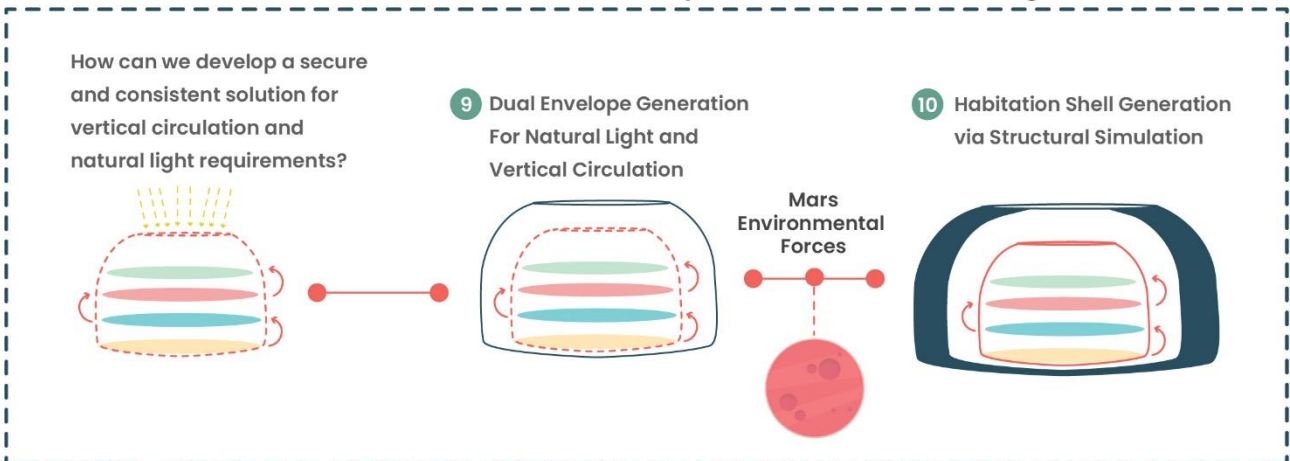 How can we develop a secure
and consistent solution for
vertical circulation and
natural light requirements?
9 Dual Envelope Generation
For Natural Light and
Vertical Circulation
Mars
Environmental
Forces
10 Habitation Shell Generation
via Structural Simulation